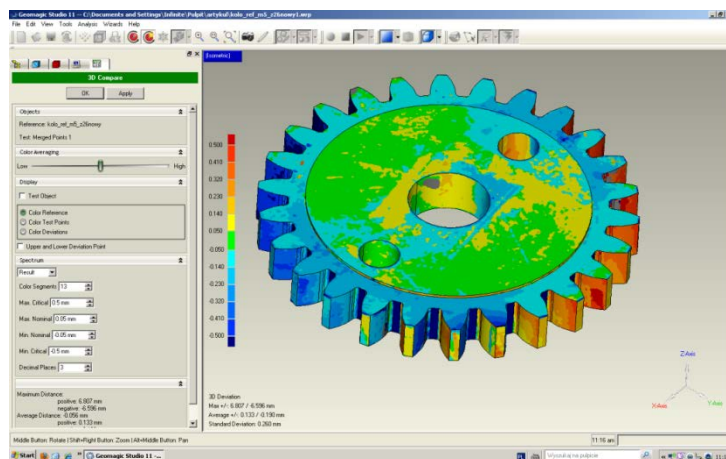 Geomagic Studio 11 -- C:\Documents and Settings\Infinite\Pulpit\artykul\kolo_ref_m5_z26nowy1.wrp
File Edit View Tools Analysis Wizards Help
3D Compare
OK Apply
Objects
Reference: kolo_ref_m5_z26nowy
Test: Merged Points 1
Color Averaging
Low High
Display
Test Object
Color Reference
Color Test Points
Color Deviations
Upper and Lower Deviation Point
Spectrum
Result
Color Segments 13
Max. Critical 0.5 mm
Max. Nominal 0.05 mm
Min. Nominal -0.05 mm
Min. Critical -0.5 mm
Decimal Places 3
Maximum Distance:
positive: 6.807 mm
negative: -6.596 mm
Average Distance: -0.056 mm
positive: 0.133 mm
Isometric
0.500
0.410
0.320
0.230
0.140
0.050
-0.050
-0.140
-0.230
-0.320
-0.410
-0.500
3D Deviation
Max +/-: 6.807 / -6.596 mm
Average +/-: 0.133 / -0.190 mm
Standard Deviation: 0.260 mm
Z-Axis
X-Axis
Y-Axis
Middle Button: Rotate | Shift+Right Button: Zoom | Alt+Middle Button: Pan
11:16 am
Start
Geomagic Studio 11 -...
Wyszukaj na pulpicie